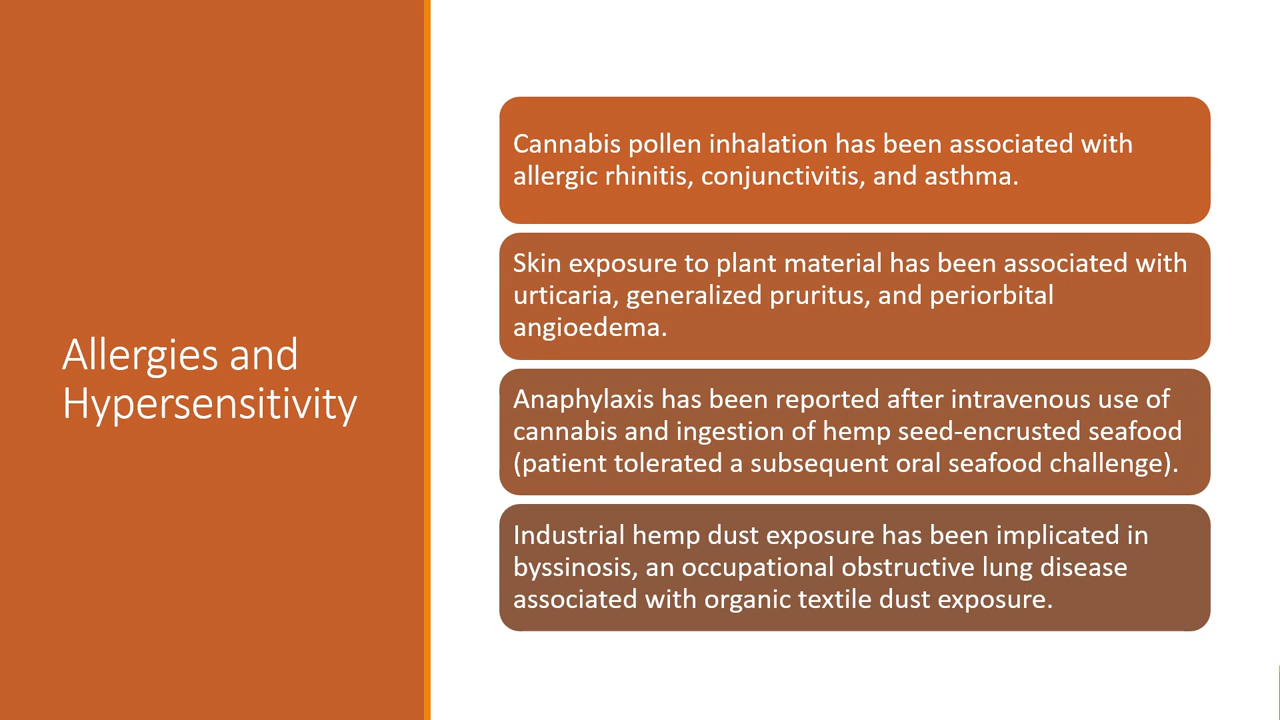 Allergies and
Hypersensitivity
Cannabis pollen inhalation has been associated with
allergic rhinitis, conjunctivitis, and asthma.
Skin exposure to plant material has been associated with
urticaria, generalized pruritus, and periorbital
angioedema.
Anaphylaxis has been reported after intravenous use of
cannabis and ingestion of hemp seed-encrusted seafood
(patient tolerated a subsequent oral seafood challenge).
Industrial hemp dust exposure has been implicated in
byssinosis, an occupational obstructive lung disease
associated with organic textile dust exposure.